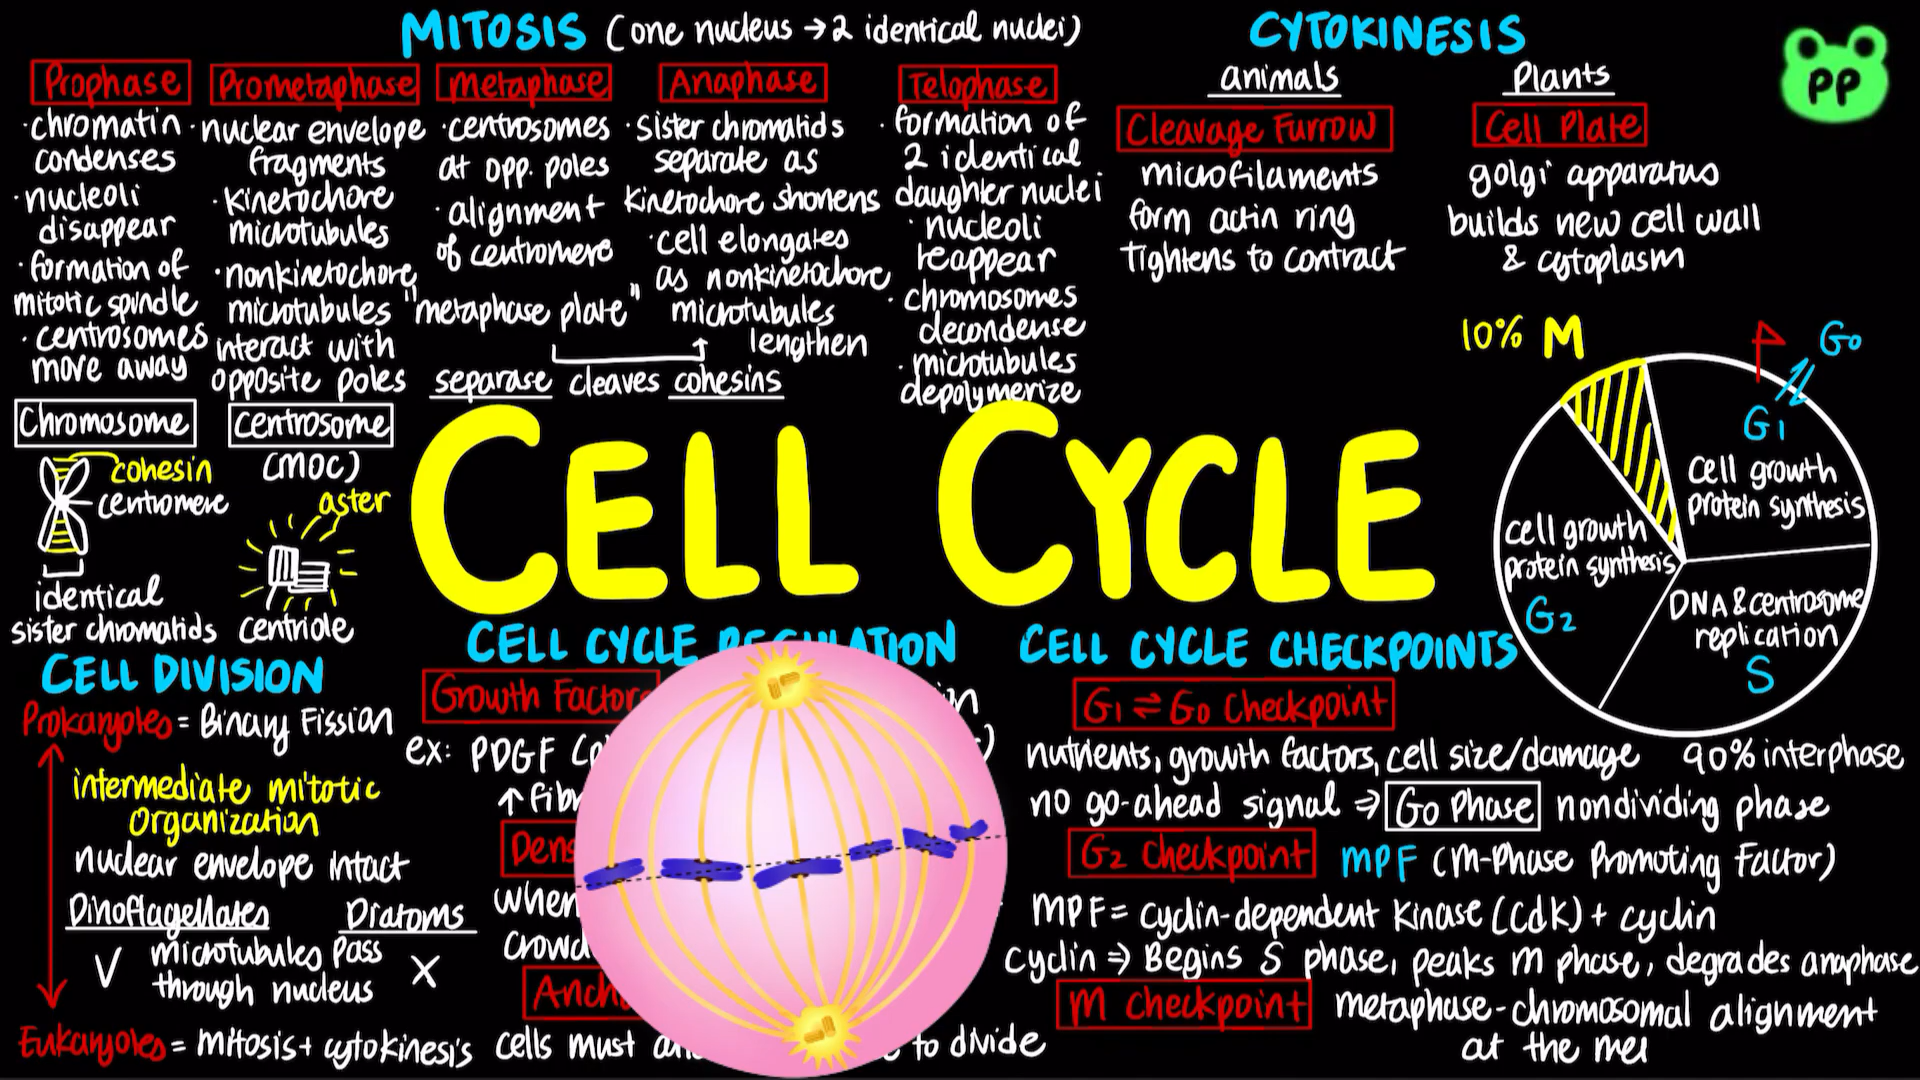 MITOSIS (one nucleus → 2 identical nuclei)
Prophase
· chromatin
condenses
· nucleoli
disappear
· formation of
mitotic spindle
· centrosomes
move away
Prometaphase
· nuclear envelope
fragments
· kinetochore
microtubules
· nonkinetochore
microtubules
interact with
opposite poles
Metaphase
· centrosomes
at opp. poles
· alignment
of centromere
"metaphase plate"
Anaphase
· sister chromatids
separate as
kinetochore shortens
· cell elongates
as nonkinetochore
microtubules
lengthen
separase cleaves cohesins
Telophase
· formation of
2 identical
daughter nuclei
· nucleoli
reappear
· chromosomes
decondense
· microtubules
depolymerize
CYTOKINESIS
animals
Cleavage Furrow
microfilaments
form actin ring
tightens to contract
Plants
Cell Plate
golgi apparatus
builds new cell wall
& cytoplasm
PP
Chromosome
cohesin
centromere
identical
sister chromatids
Centrosome
(MOC)
aster
centriole
CELL CYCLE
10% M
G0
G1
cell growth
protein synthesis
cell growth
protein synthesis
G2
DNA & centrosome
replication
S
90% interphase
CELL DIVISION
Prokaryotes = Binary Fission
intermediate mitotic
organization
nuclear envelope intact
Dinoflagellates Diatoms
√ microtubules pass X
through nucleus
Eukaryotes = mitosis + cytokinesis
CELL CYCLE REGULATION
Growth Factors
ex: PDGF
↑
when
cells must to divide
CELL CYCLE CHECKPOINTS
G1 ⇌ G0 Checkpoint
nutrients, growth factors, cell size/damage
no go-ahead signal ⇒ G0 Phase nondividing phase
G2 Checkpoint MPF (M-Phase Promoting Factor)
MPF = cyclin-dependent kinase (Cdk) + cyclin
cyclin ⇒ Begins S phase, peaks M phase, degrades anaphase
M Checkpoint metaphase - chromosomal alignment
at the